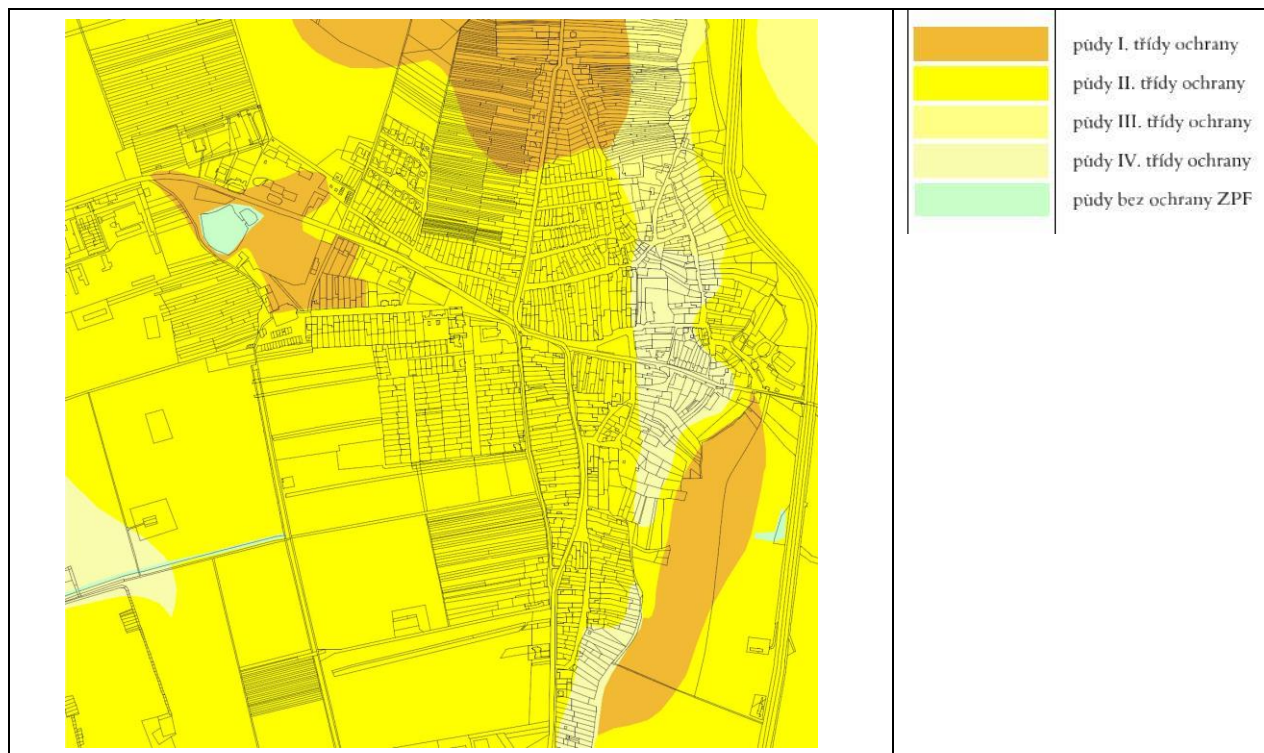 půdy I. třídy ochrany
půdy II. třídy ochrany
půdy III. třídy ochrany
půdy IV. třídy ochrany
půdy bez ochrany ZPF